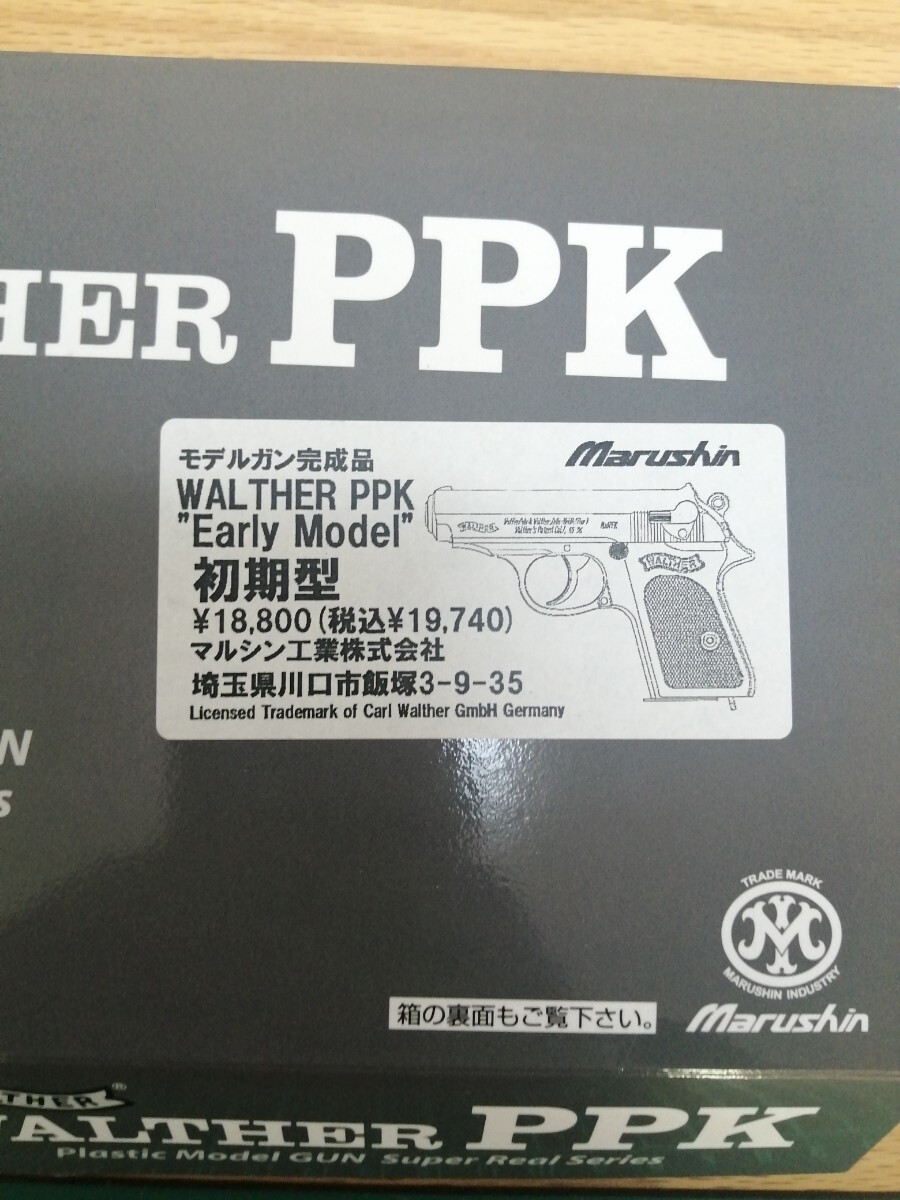 HER PPK
モデルガン完成品
Marushin
WALTHER PPK
"Early Model"
初期型
¥18,800(税込¥19,740)
マルシン工業株式会社
埼玉県川口市飯塚3-9-35
Licensed Trademark of Carl Walther GmbH Germany
WALTHER
WALTHER
N
s
TRADE MARK
MARUSHIN INDUSTRY
Marushin
箱の裏面もご覧下さい。
LTHER
®
WALTHER PPK
Plastic Model GUN Super Real Series